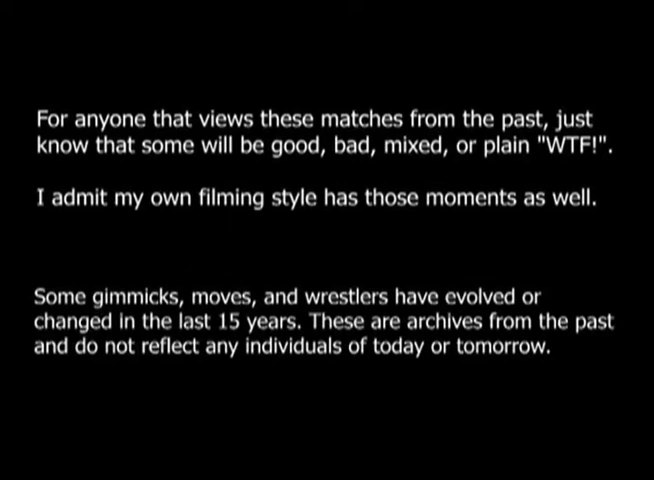 For anyone that views these matches from the past, just
know that some will be good, bad, mixed, or plain "WTF!".
I admit my own filming style has those moments as well.
Some gimmicks, moves, and wrestlers have evolved or
changed in the last 15 years. These are archives from the past
and do not reflect any individuals of today or tomorrow.